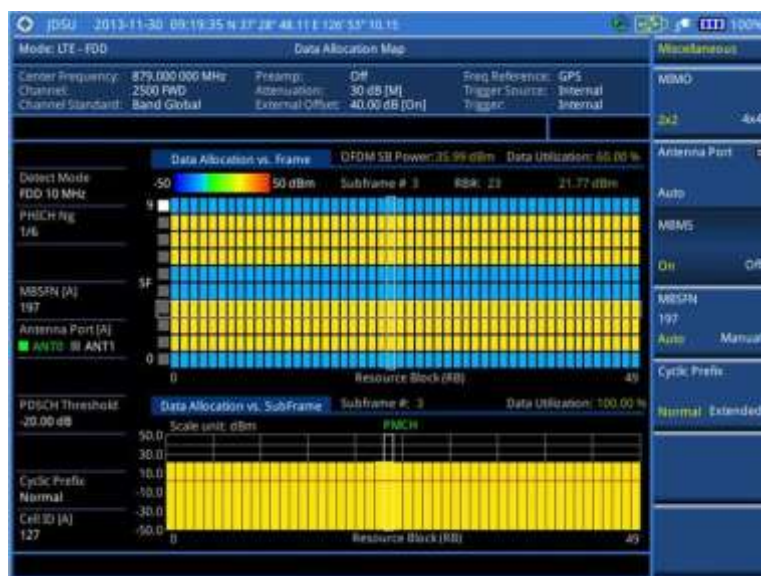 JDSU 2013-11-30 09:19:35 N 37° 28' 48.11 E 126° 53' 10.15 100%
Mode: LTE - FDD Data Allocation Map Miscellaneous
Center Frequency: 879.000 000 MHz Preamp: Off Freq Reference: GPS
Channel: 2500 FWD Attenuation: 30 dB [M] Trigger Source: Internal
Channel Standard: Band Global External Offset: 40.00 dB [On] Trigger: Internal
MIMO
2x2 4x4
Data Allocation vs. Frame OFDM SB Power: 35.99 dBm Data Utilization: 60.00 %
-50 50 dBm Subframe # 3 RB#: 23 21.77 dBm
Detect Mode
FDD 10 MHz
PHICH Ng
1/6
MBSFN [A]
197
Antenna Port [A]
ANT0 ANT1
PDSCH Threshold
-20.00 dB
Cyclic Prefix
Normal
Cell ID [A]
127
9
SF
0
0 Resource Block (RB) 49
Data Allocation vs. SubFrame Subframe #: 3 Data Utilization: 100.00 %
Scale unit: dBm PMCH
50.0
30.0
10.0
-10.0
-30.0
-50.0
0 Resource Block (RB) 49
Antenna Port
Auto
MBMS
On Off
MBSFN
197
Auto Manual
Cyclic Prefix
Normal Extended